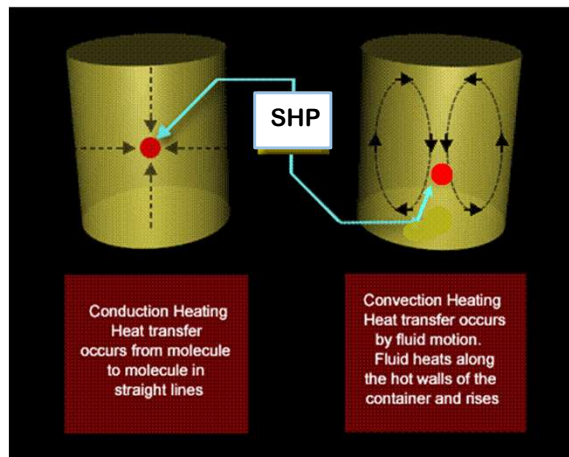 SHP
Conduction Heating
Heat transfer
occurs from molecule
to molecule in
straight lines
Convection Heating
Heat transfer occurs
by fluid motion.
Fluid heats along
the hot walls of the
container and rises